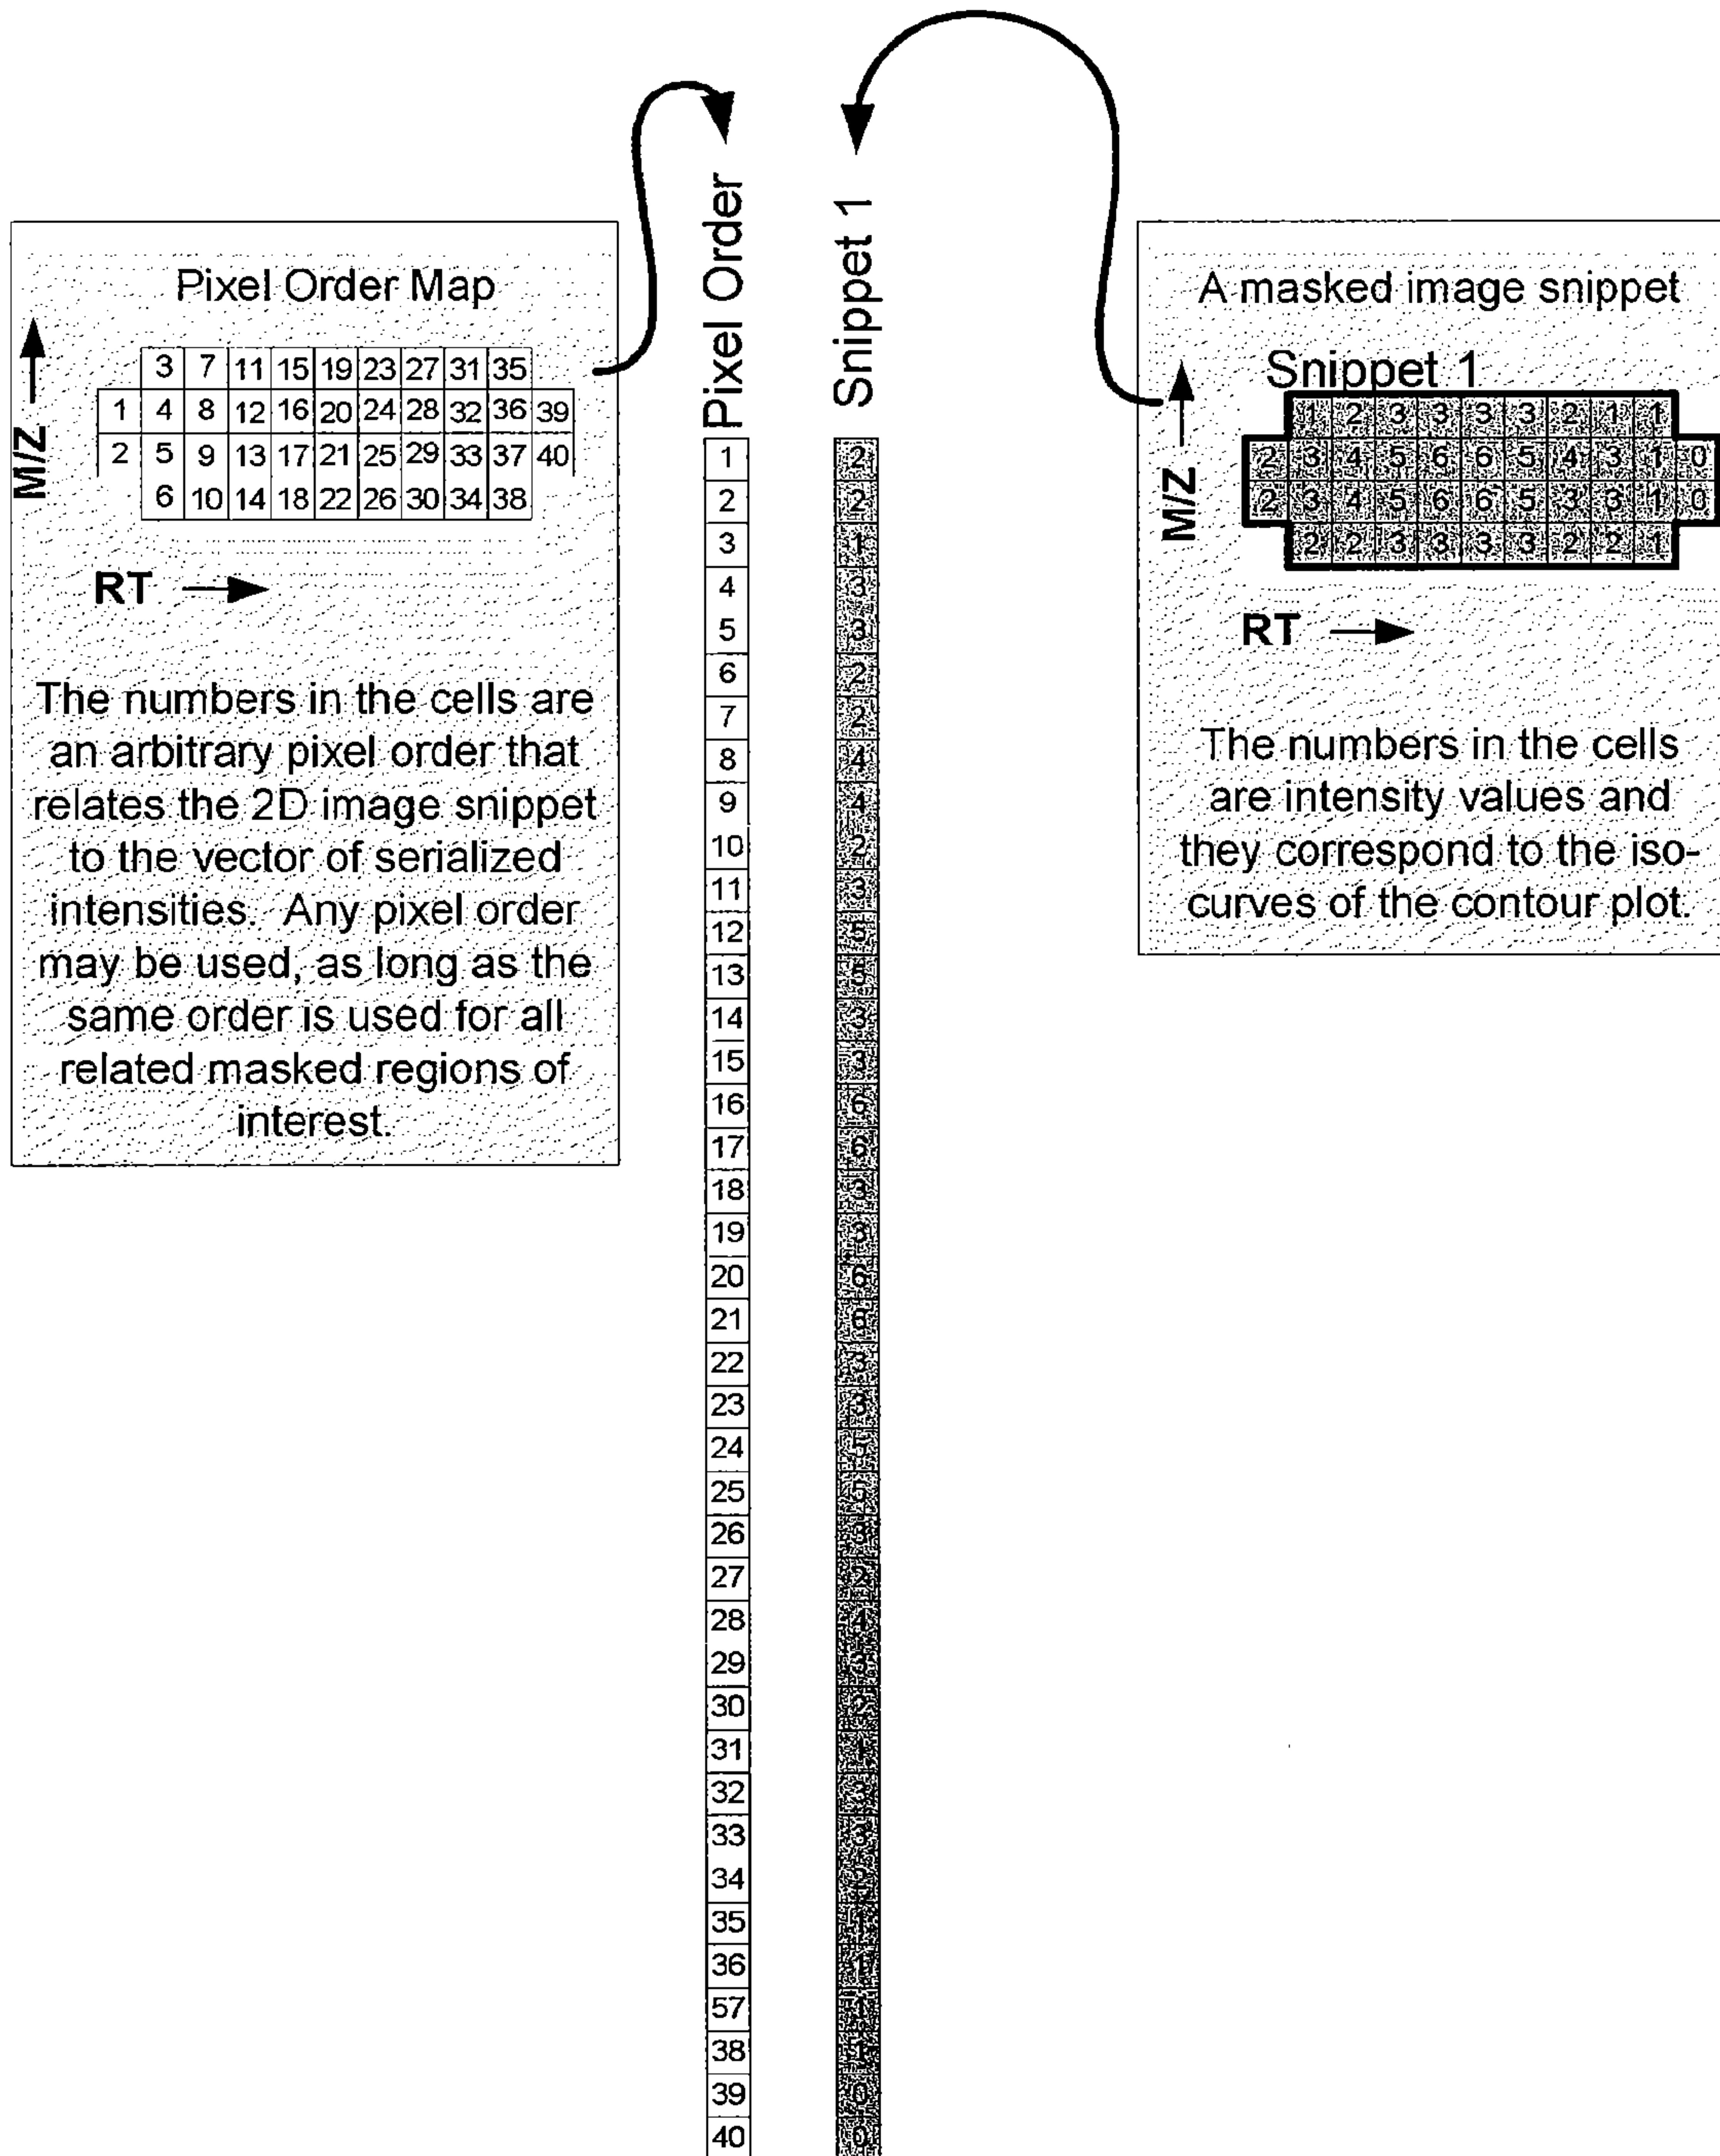 Pixel Order Map
M/Z
3 7 11 15 19 23 27 31 35
1 4 8 12 16 20 24 28 32 36 39
2 5 9 13 17 21 25 29 33 37 40
6 10 14 18 22 26 30 34 38
RT
The numbers in the cells are
an arbitrary pixel order that
relates the 2D image snippet
to the vector of serialized
intensities. Any pixel order
may be used, as long as the
same order is used for all
related masked regions of
interest.
Pixel Order Snippet 1
1 2
2 2
3 1
4 3
5 3
6 2
7 2
8 4
9 4
10 2
11 3
12 5
13 5
14 3
15 3
16 6
17 6
18 3
19 3
20 6
21 6
22 3
23 3
24 5
25 5
26 3
27 2
28 4
29 3
30 2
31 1
32 3
33 3
34 2
35 1
36 1
57 1
38 1
39 0
40 0
A masked image snippet
Snippet 1
M/Z
1 2 3 3 3 3 2 1 1
2 3 4 5 6 6 5 4 3 1 0
2 3 4 5 6 6 5 3 3 1 0
2 2 3 3 3 3 2 2 1
RT
The numbers in the cells
are intensity values and
they correspond to the iso-
curves of the contour plot.